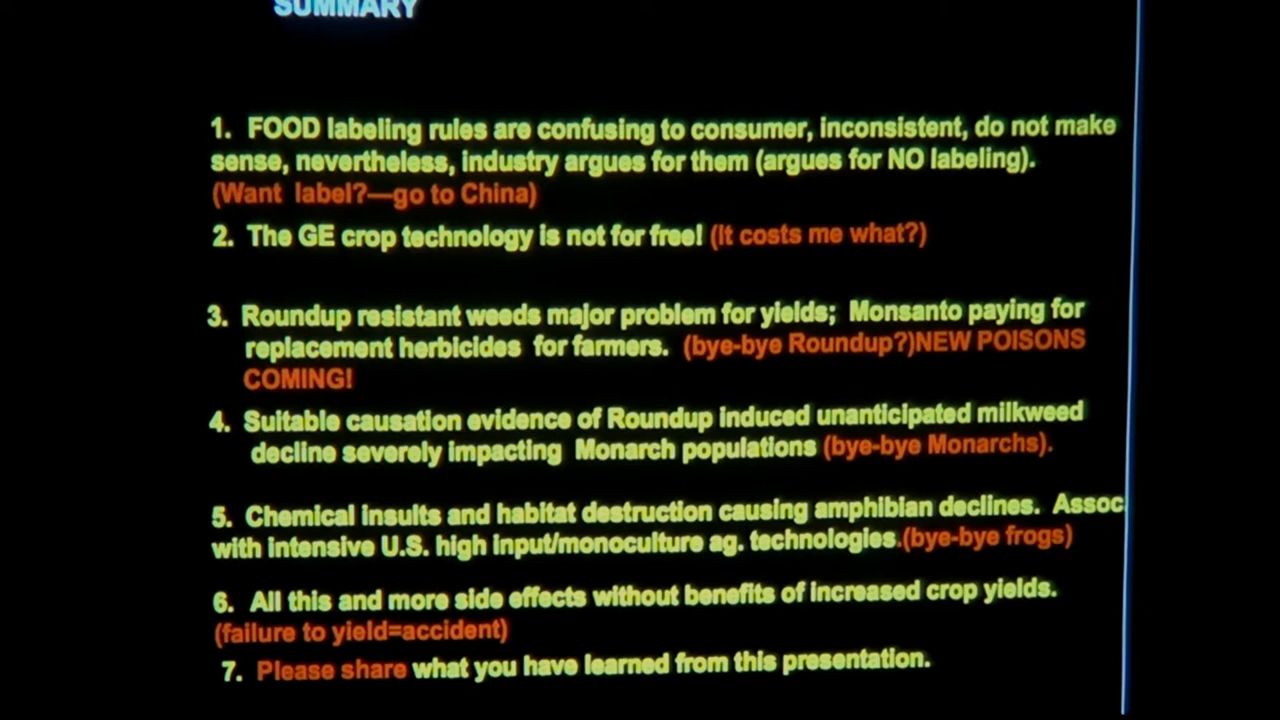 SUMMARY
1. FOOD labeling rules are confusing to consumer, inconsistent, do not make
sense, nevertheless, industry argues for them (argues for NO labeling).
(Want label?—go to China)
2. The GE crop technology is not for free! (It costs me what?)
3. Roundup resistant weeds major problem for yields; Monsanto paying for
replacement herbicides for farmers. (bye-bye Roundup?)NEW POISONS
COMING!
4. Suitable causation evidence of Roundup induced unanticipated milkweed
decline severely impacting Monarch populations (bye-bye Monarchs).
5. Chemical insults and habitat destruction causing amphibian declines. Assoc
with intensive U.S. high input/monoculture ag. technologies.(bye-bye frogs)
6. All this and more side effects without benefits of increased crop yields.
(failure to yield=accident)
7. Please share what you have learned from this presentation.